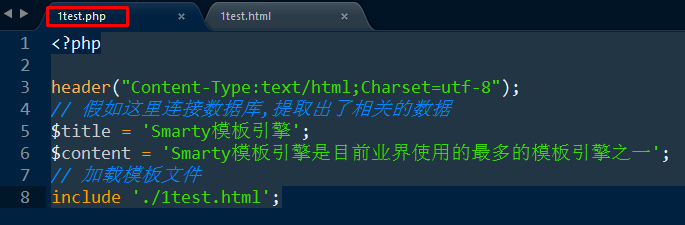 1test.php
1test.html
1 <?php
2
3 header("Content-Type:text/html;Charset=utf-8");
4 // 假如这里连接数据库,提取出了相关的数据
5 $title = 'Smarty模板引擎';
6 $content = 'Smarty模板引擎是目前业界使用的最多的模板引擎之一';
7 // 加载模板文件
8 include './1test.html';